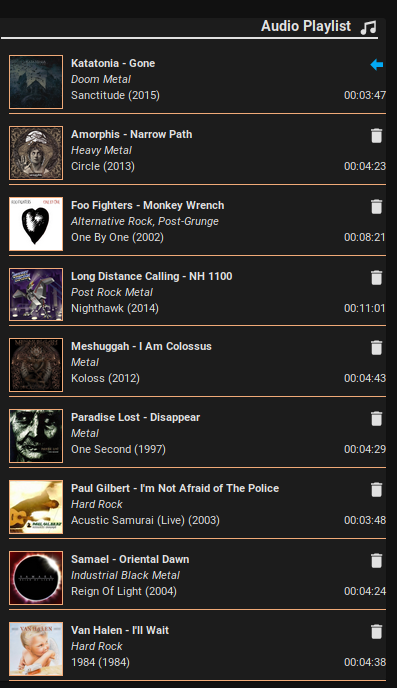 Audio Playlist
Katatonia - Gone
Doom Metal
Sanctitude (2015) 00:03:47
Amorphis - Narrow Path
Heavy Metal
Circle (2013) 00:04:23
Foo Fighters - Monkey Wrench
Alternative Rock, Post-Grunge
One By One (2002) 00:08:21
Long Distance Calling - NH 1100
Post Rock Metal
Nighthawk (2014) 00:11:01
Meshuggah - I Am Colossus
Metal
Koloss (2012) 00:04:43
Paradise Lost - Disappear
Metal
One Second (1997) 00:04:29
Paul Gilbert - I'm Not Afraid of The Police
Hard Rock
Acustic Samurai (Live) (2003) 00:03:48
Samael - Oriental Dawn
Industrial Black Metal
Reign Of Light (2004) 00:04:24
VAN HALEN
Van Halen - I'll Wait
Hard Rock
1984 (1984) 00:04:38